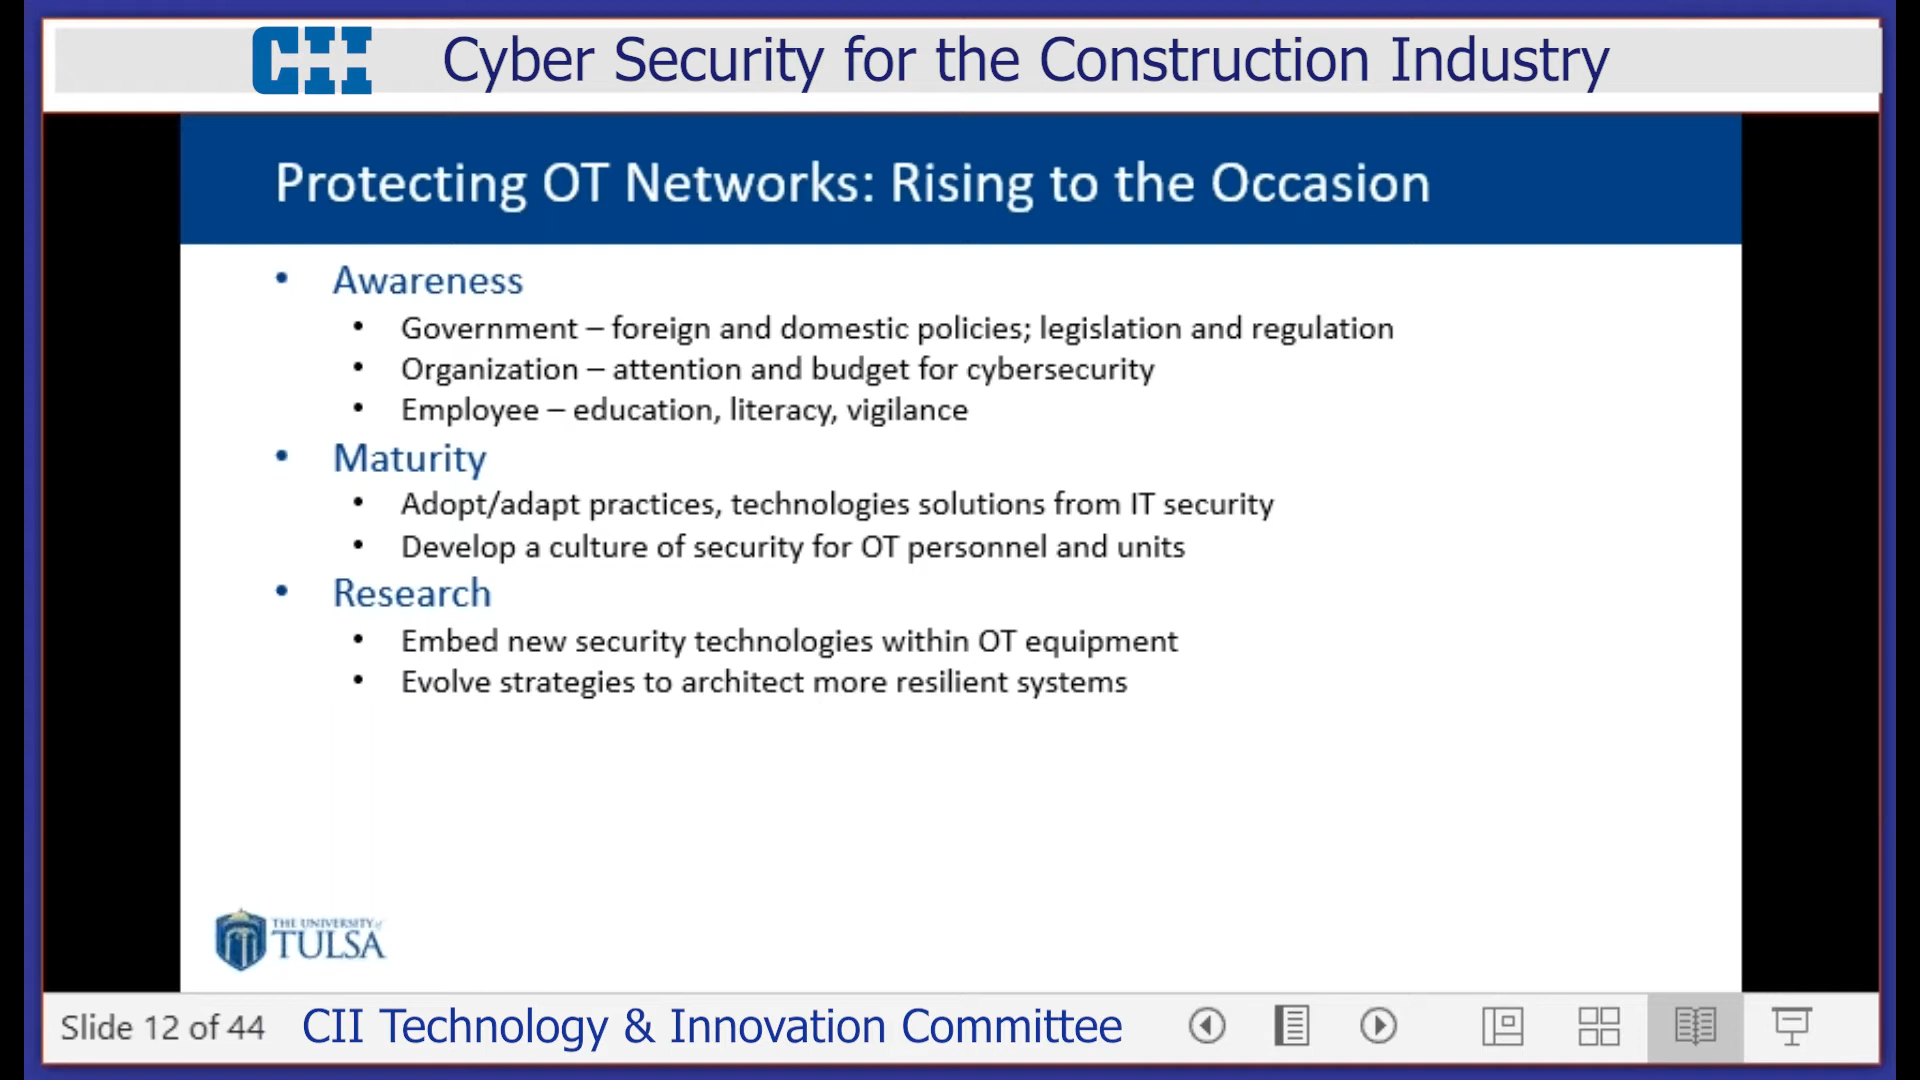 CII Cyber Security for the Construction Industry
Protecting OT Networks: Rising to the Occasion
• Awareness
• Government – foreign and domestic policies; legislation and regulation
• Organization – attention and budget for cybersecurity
• Employee – education, literacy, vigilance
• Maturity
• Adopt/adapt practices, technologies solutions from IT security
• Develop a culture of security for OT personnel and units
• Research
• Embed new security technologies within OT equipment
• Evolve strategies to architect more resilient systems
THE UNIVERSITY of
TULSA
Slide 12 of 44 CII Technology & Innovation Committee